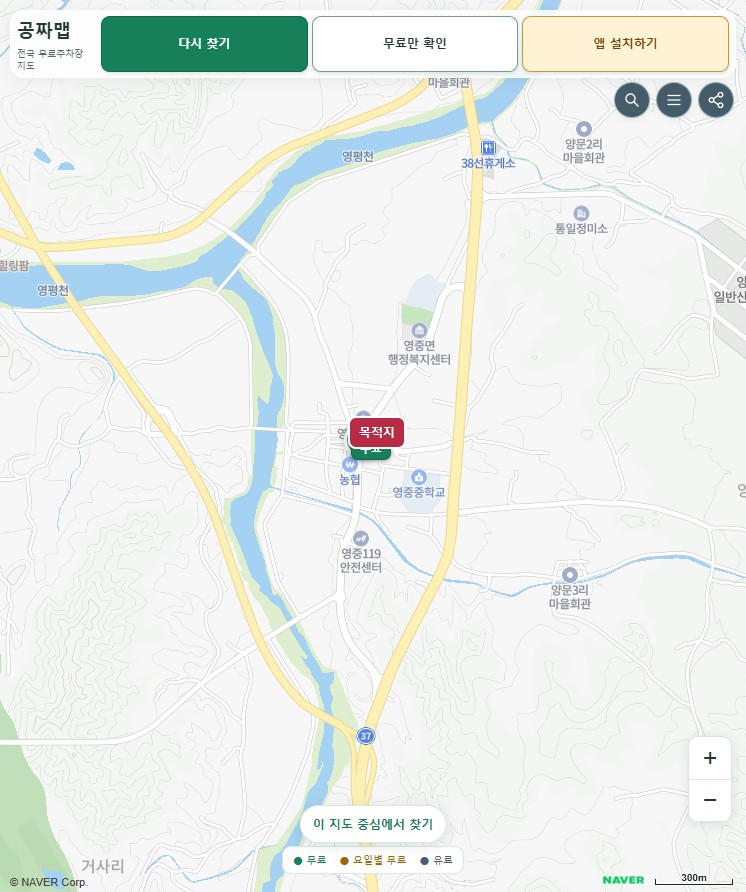 공짜맵
전국 무료주차장
지도
다시 찾기
무료만 확인
앱 설치하기
마을회관
영평천
38선휴게소
양문2리
마을회관
통일정미소
힐링팜
영평천
일반산
영중면
행정복지센터
목적지
농협
영중중학교
영중119
안전센터
양문3리
마을회관
37
이 지도 중심에서 찾기
무료
요일별 무료
유료
거사리
© NAVER Corp.
NAVER
300m
+
−